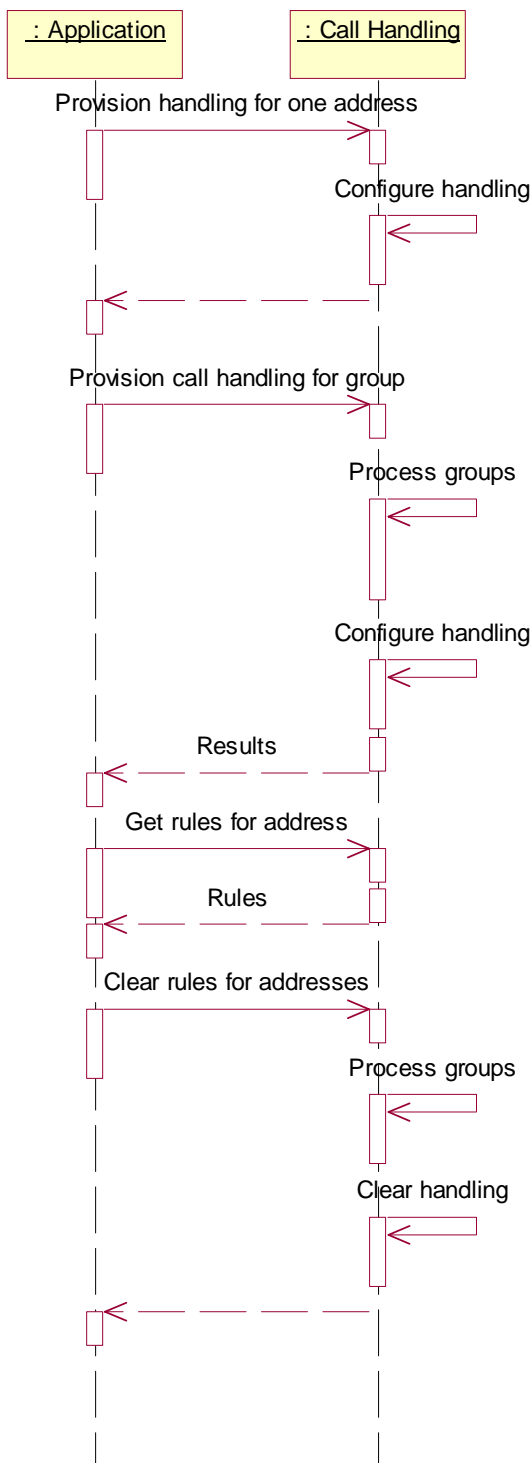 : Application
: Call Handling
Provision handling for one address
Configure handling
Provision call handling for group
Process groups
Configure handling
Results
Get rules for address
Rules
Clear rules for addresses
Process groups
Clear handling